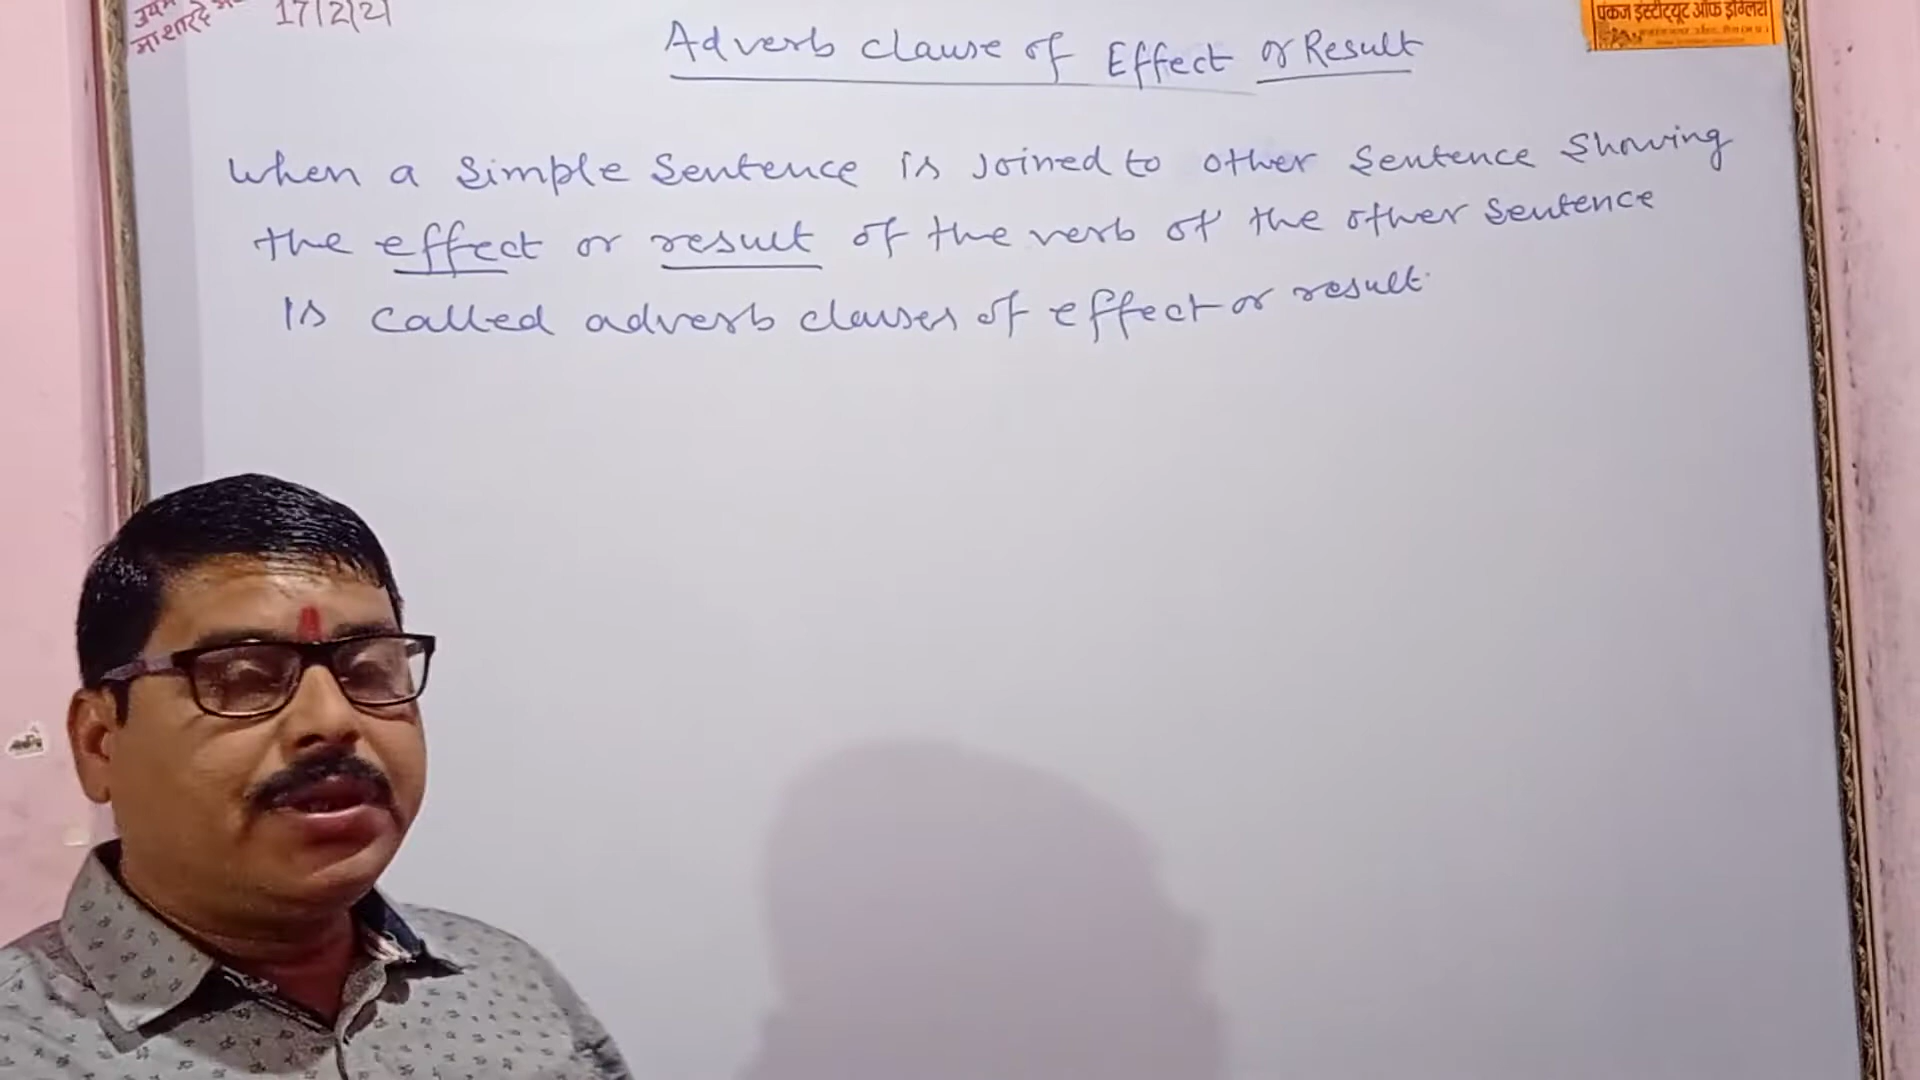 माशारदे
17/2/21
पंकज इंस्टीट्यूट ऑफ इंग्लिश
Adverb clause of Effect or Result
When a simple sentence is Joined to other sentence showing
the effect or result of the verb of the other sentence
is called adverb clauses of effect or result.